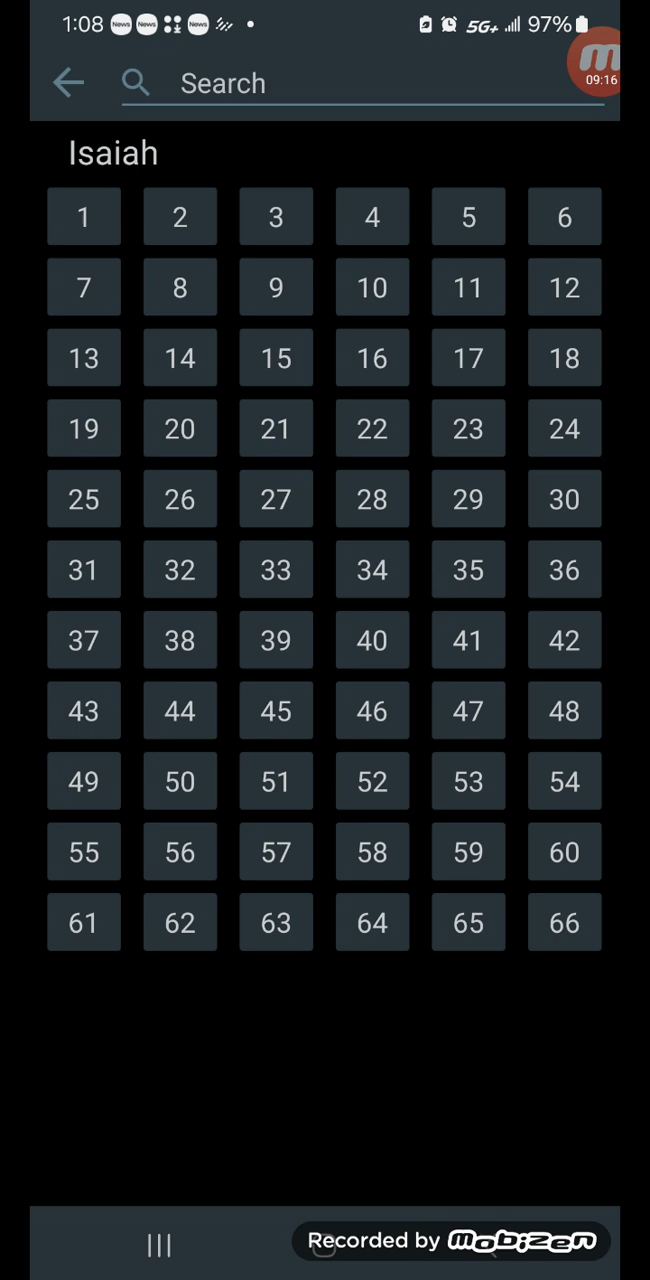 1:08 News News News 5G+ 97%
m
09:16
Search
Isaiah
1 2 3 4 5 6
7 8 9 10 11 12
13 14 15 16 17 18
19 20 21 22 23 24
25 26 27 28 29 30
31 32 33 34 35 36
37 38 39 40 41 42
43 44 45 46 47 48
49 50 51 52 53 54
55 56 57 58 59 60
61 62 63 64 65 66
Recorded by mobizen